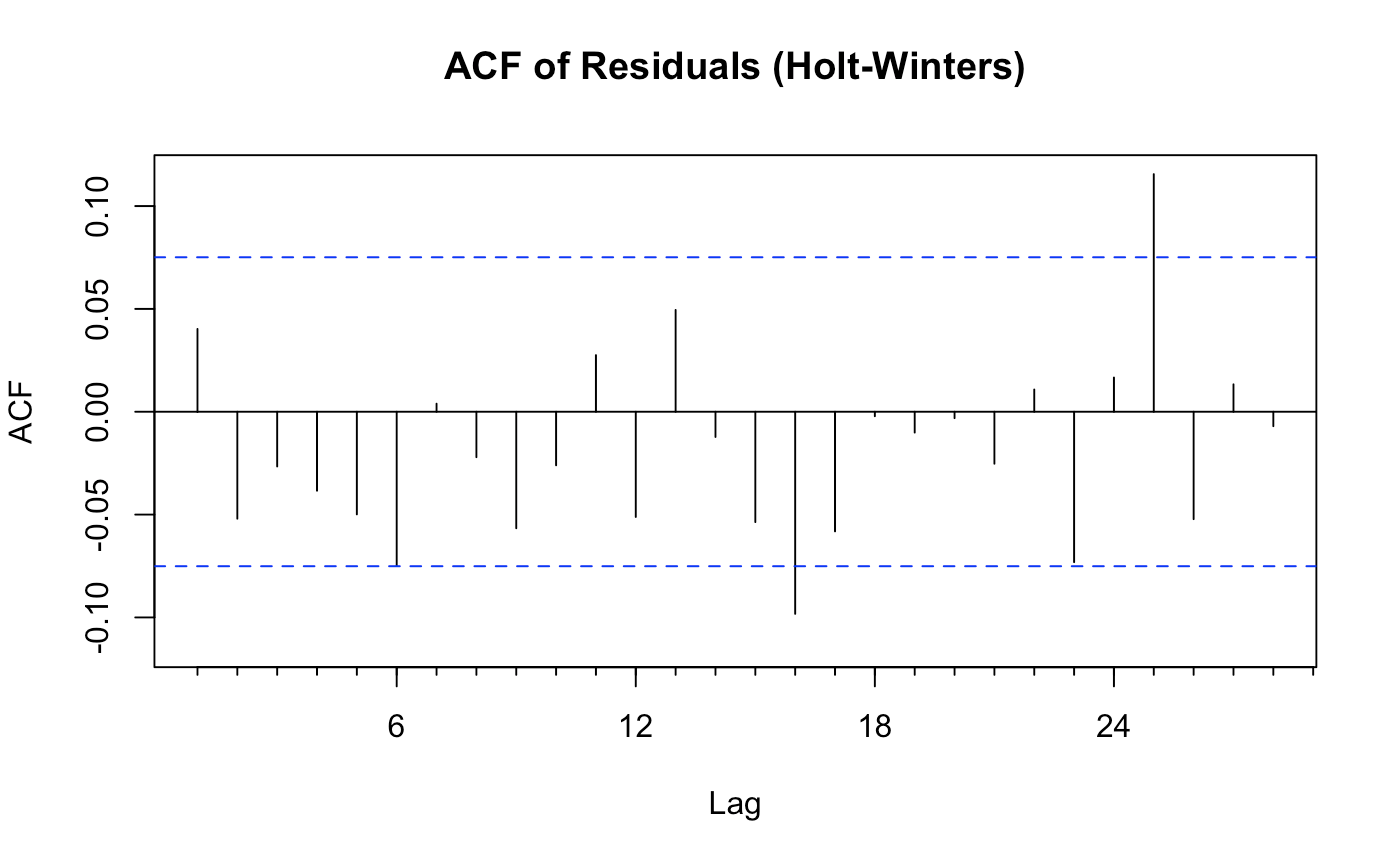 ACF of Residuals (Holt-Winters)
ACF
0.10
0.05
0.00
-0.05
-0.10
6 12 18 24
Lag